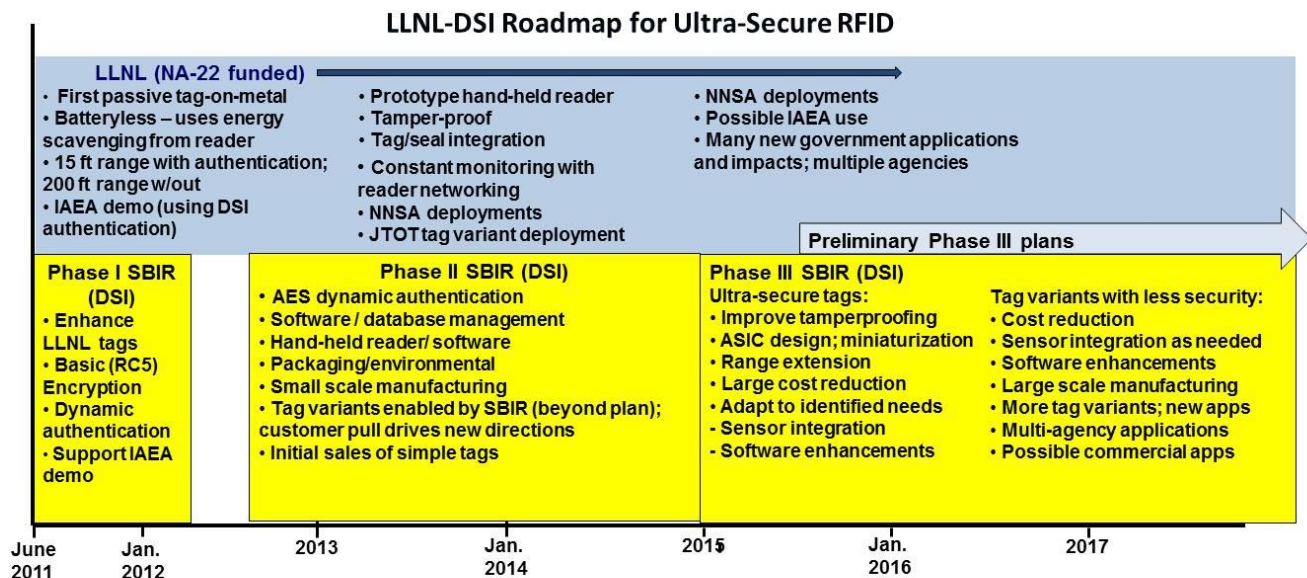 LLNL-DSI Roadmap for Ultra-Secure RFID
LLNL (NA-22 funded)
• First passive tag-on-metal
• Batteryless – uses energy
scavenging from reader
• 15 ft range with authentication;
200 ft range w/out
• IAEA demo (using DSI
authentication)
• Prototype hand-held reader
• Tamper-proof
• Tag/seal integration
• Constant monitoring with
reader networking
• NNSA deployments
• JTOT tag variant deployment
• NNSA deployments
• Possible IAEA use
• Many new government applications
and impacts; multiple agencies
Preliminary Phase III plans
Phase I SBIR
(DSI)
• Enhance
LLNL tags
• Basic (RC5)
Encryption
• Dynamic
authentication
• Support IAEA
demo
Phase II SBIR (DSI)
• AES dynamic authentication
• Software / database management
• Hand-held reader/ software
• Packaging/environmental
• Small scale manufacturing
• Tag variants enabled by SBIR (beyond plan);
customer pull drives new directions
• Initial sales of simple tags
Phase III SBIR (DSI)
Ultra-secure tags:
• Improve tamperproofing
• ASIC design; miniaturization
• Range extension
• Large cost reduction
• Adapt to identified needs
- Sensor integration
- Software enhancements
Tag variants with less security:
• Cost reduction
• Sensor integration as needed
• Software enhancements
• Large scale manufacturing
• More tag variants; new apps
• Multi-agency applications
• Possible commercial apps
June
2011
Jan.
2012
2013
Jan.
2014
2015
Jan.
2016
2017